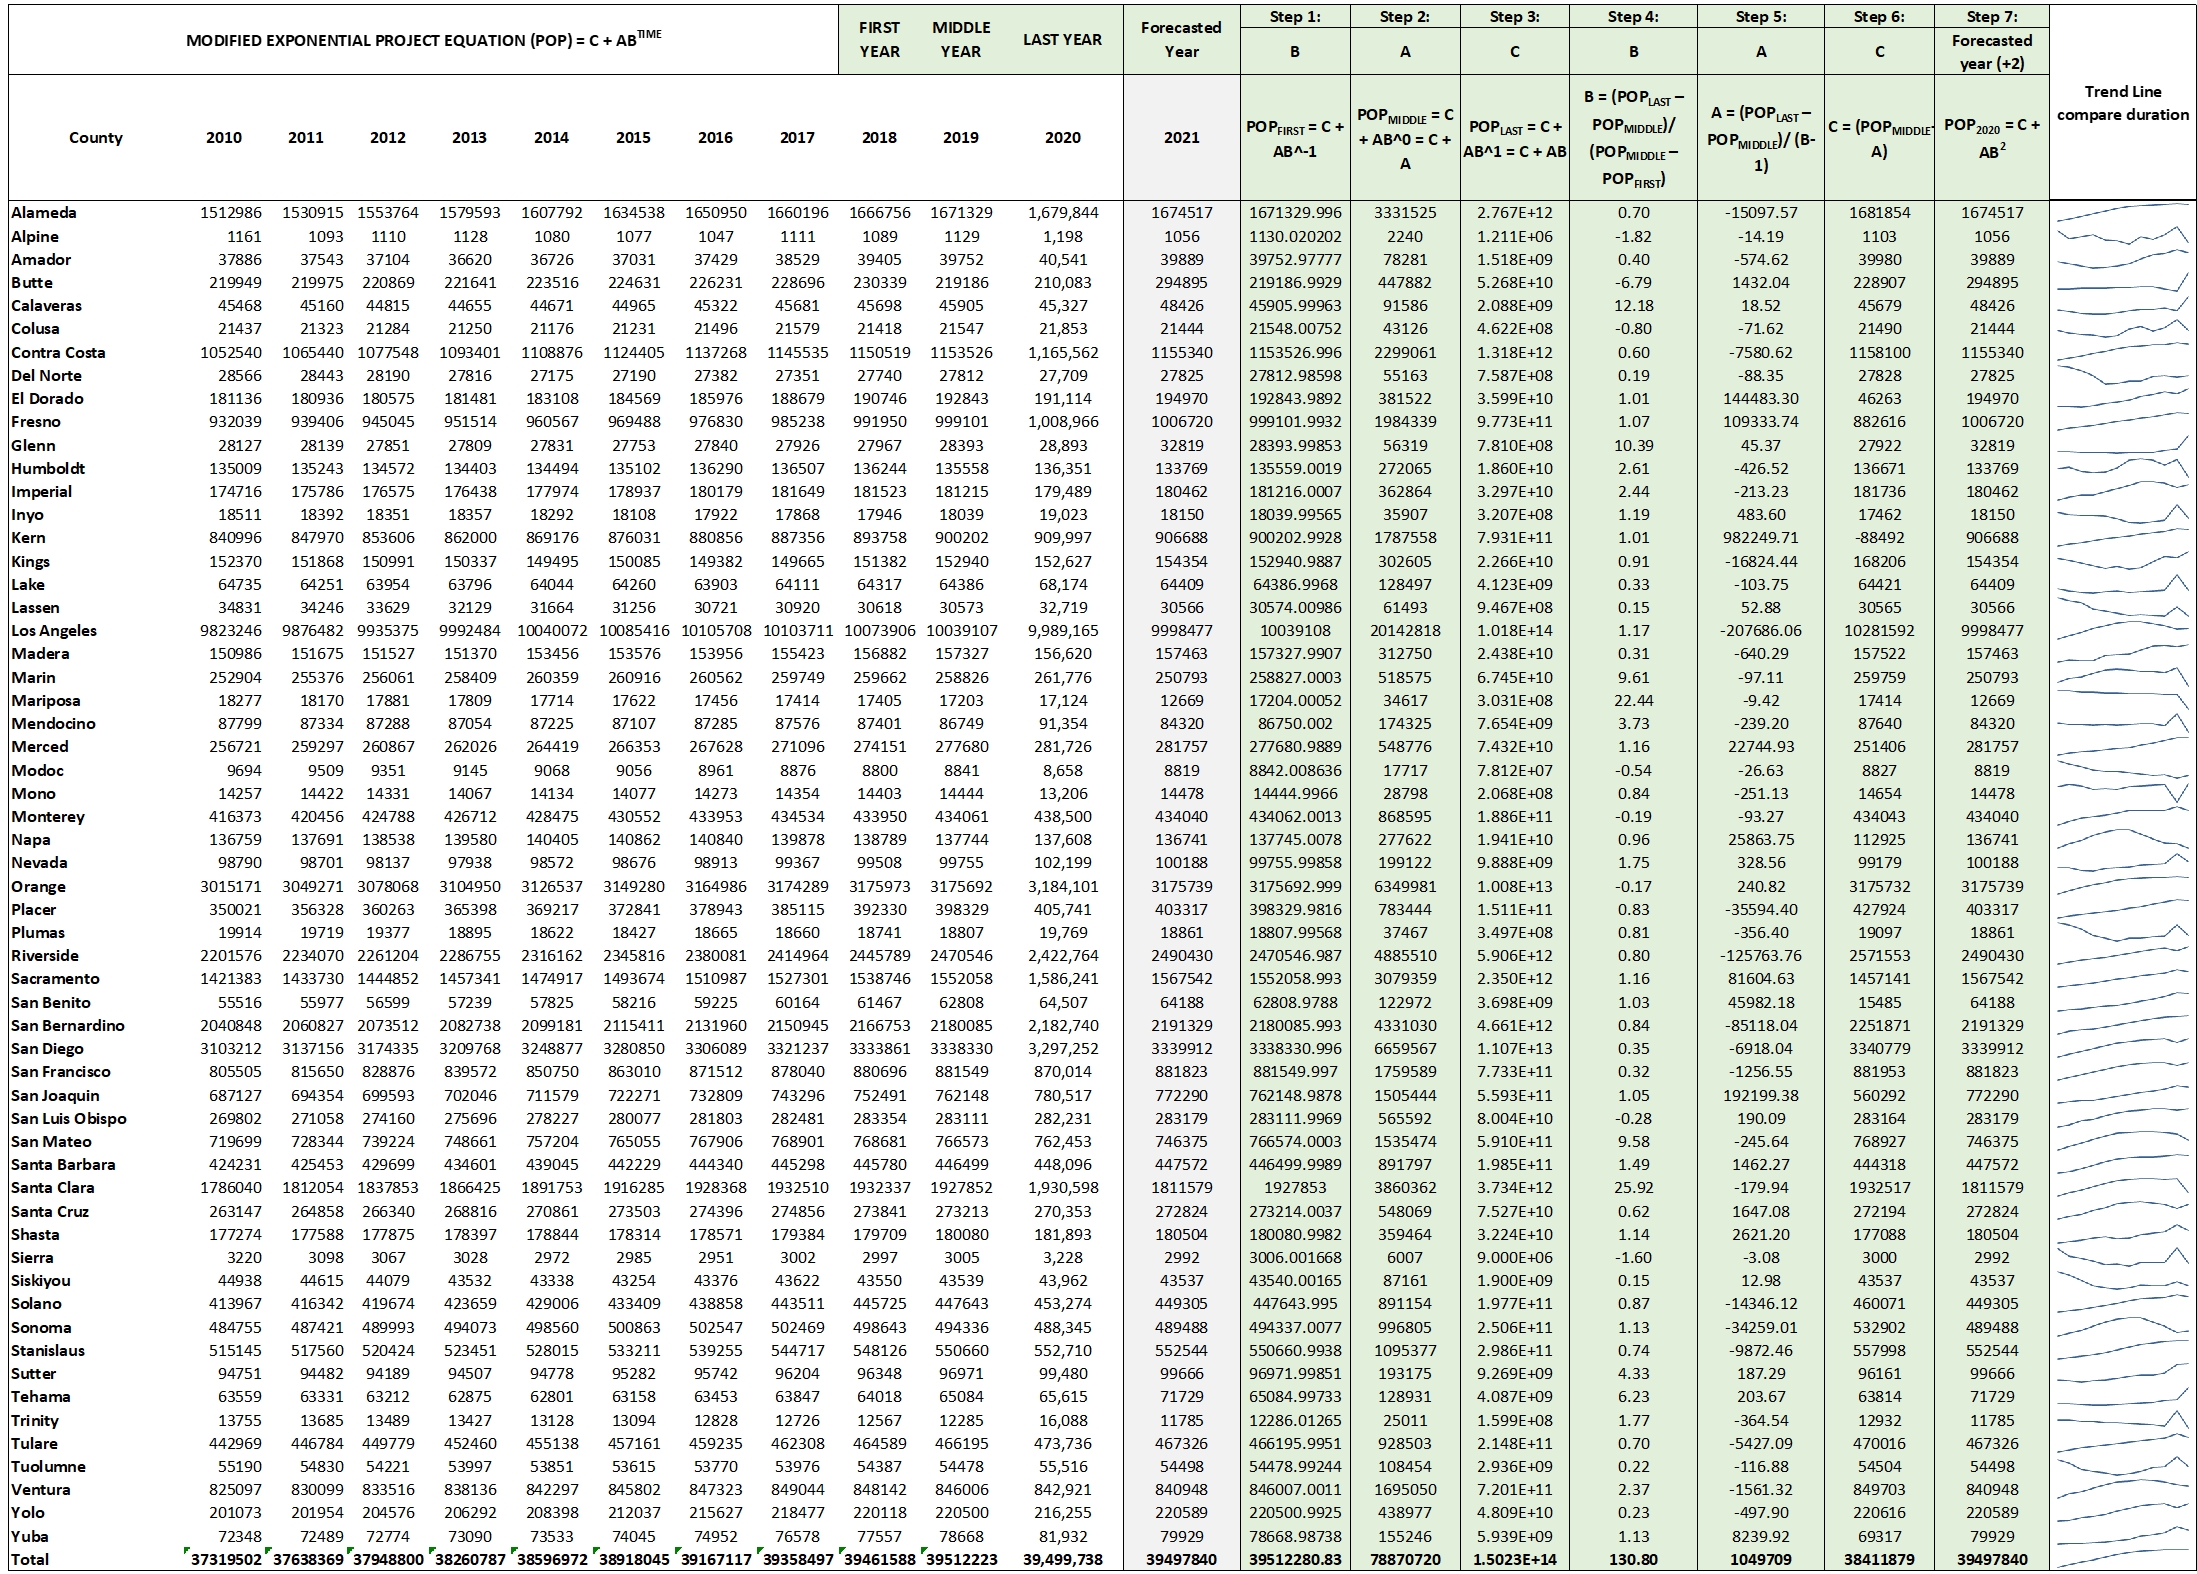 MODIFIED EXPONENTIAL PROJECT EQUATION (POP) = C + AB^TIME FIRST YEAR MIDDLE YEAR LAST YEAR Forecasted Year Step 1: B Step 2: A Step 3: C Step 4: B Step 5: A Step 6: C Step 7: Forecasted year (+2) Trend Line compare duration
County 2010 2011 2012 2013 2014 2015 2016 2017 2018 2019 2020 2021 POP_FIRST = C + AB^-1 POP_MIDDLE = C + AB^0 = C + A POP_LAST = C + AB^1 = C + AB B = (POP_LAST – POP_MIDDLE)/ (POP_MIDDLE – POP_FIRST) A = (POP_LAST – POP_MIDDLE)/ (B-1) C = (POP_MIDDLE- A) POP_2020 = C + AB^2
Alameda 1512986 1530915 1553764 1579593 1607792 1634538 1650950 1660196 1666756 1671329 1,679,844 1674517 1671329.996 3331525 2.767E+12 0.70 -15097.57 1681854 1674517
Alpine 1161 1093 1110 1128 1080 1077 1047 1111 1089 1129 1,198 1056 1130.020202 2240 1.211E+06 -1.82 -14.19 1103 1056
Amador 37886 37543 37104 36620 36726 37031 37429 38529 39405 39752 40,541 39889 39752.97777 78281 1.518E+09 0.40 -574.62 39980 39889
Butte 219949 219975 220869 221641 223516 224631 226231 228696 230339 219186 210,083 294895 219186.9929 447882 5.268E+10 -6.79 1432.04 228907 294895
Calaveras 45468 45160 44815 44655 44671 44965 45322 45681 45698 45905 45,327 48426 45905.99963 91586 2.088E+09 12.18 18.52 45679 48426
Colusa 21437 21323 21284 21250 21176 21231 21496 21579 21418 21547 21,853 21444 21548.00752 43126 4.622E+08 -0.80 -71.62 21490 21444
Contra Costa 1052540 1065440 1077548 1093401 1108876 1124405 1137268 1145535 1150519 1153526 1,165,562 1155340 1153526.996 2299061 1.318E+12 0.60 -7580.62 1158100 1155340
Del Norte 28566 28443 28190 27816 27175 27190 27382 27351 27740 27812 27,709 27825 27812.98598 55163 7.587E+08 0.19 -88.35 27828 27825
El Dorado 181136 180936 180575 181481 183108 184569 185976 188679 190746 192843 191,114 194970 192843.9892 381522 3.599E+10 1.01 144483.30 46263 194970
Fresno 932039 939406 945045 951514 960567 969488 976830 985238 991950 999101 1,008,966 1006720 999101.9932 1984339 9.773E+11 1.07 109333.74 882616 1006720
Glenn 28127 28139 27851 27809 27831 27753 27840 27926 27967 28393 28,893 32819 28393.99853 56319 7.810E+08 10.39 45.37 27922 32819
Humboldt 135009 135243 134572 134403 134494 135102 136290 136507 136244 135558 136,351 133769 135559.0019 272065 1.860E+10 2.61 -426.52 136671 133769
Imperial 174716 175786 176575 176438 177974 178937 180179 181649 181523 181215 179,489 180462 181216.0007 362864 3.297E+10 2.44 -213.23 181736 180462
Inyo 18511 18392 18351 18357 18292 18108 17922 17868 17946 18039 19,023 18150 18039.99565 35907 3.207E+08 1.19 483.60 17462 18150
Kern 840996 847970 853606 862000 869176 876031 880856 887356 893758 900202 909,997 906688 900202.9928 1787558 7.931E+11 1.01 982249.71 -88492 906688
Kings 152370 151868 150991 150337 149495 150085 149382 149665 151382 152940 152,627 154354 152940.9887 302605 2.266E+10 0.91 -16824.44 168206 154354
Lake 64735 64251 63954 63796 64044 64260 63903 64111 64317 64386 68,174 64409 64386.9968 128497 4.123E+09 0.33 -103.75 64421 64409
Lassen 34831 34246 33629 32129 31664 31256 30721 30920 30618 30573 32,719 30566 30574.00986 61493 9.467E+08 0.15 52.88 30565 30566
Los Angeles 9823246 9876482 9935375 9992484 10040072 10085416 10105708 10103711 10073906 10039107 9,989,165 9998477 10039108 20142818 1.018E+14 1.17 -207686.06 10281592 9998477
Madera 150986 151675 151527 151370 153456 153576 153956 155423 156882 157327 156,620 157463 157327.9907 312750 2.438E+10 0.31 -640.29 157522 157463
Marin 252904 255376 256061 258409 260359 260916 260562 259749 259662 258826 261,776 250793 258827.0003 518575 6.745E+10 9.61 -97.11 259759 250793
Mariposa 18277 18170 17881 17809 17714 17622 17456 17414 17405 17203 17,124 12669 17204.00052 34617 3.031E+08 22.44 -9.42 17414 12669
Mendocino 87799 87334 87288 87054 87225 87107 87285 87576 87401 86749 91,354 84320 86750.002 174325 7.654E+09 3.73 -239.20 87640 84320
Merced 256721 259297 260867 262026 264419 266353 267628 271096 274151 277680 281,726 281757 277680.9889 548776 7.432E+10 1.16 22744.93 251406 281757
Modoc 9694 9509 9351 9145 9068 9056 8961 8876 8800 8841 8,658 8819 8842.008636 17717 7.812E+07 -0.54 -26.63 8827 8819
Mono 14257 14422 14331 14067 14134 14077 14273 14354 14403 14444 13,206 14478 14444.9966 28798 2.068E+08 0.84 -251.13 14654 14478
Monterey 416373 420456 424788 426712 428475 430552 433953 434534 433950 434061 438,500 434040 434062.0013 868595 1.886E+11 -0.19 -93.27 434043 434040
Napa 136759 137691 138538 139580 140405 140862 140840 139878 138789 137744 137,608 136741 137745.0078 277622 1.941E+10 0.96 25863.75 112925 136741
Nevada 98790 98701 98137 97938 98572 98676 98913 99367 99508 99755 102,199 100188 99755.99858 199122 9.888E+09 1.75 328.56 99179 100188
Orange 3015171 3049271 3078068 3104950 3126537 3149280 3164986 3174289 3175973 3175692 3,184,101 3175739 3175692.999 6349981 1.008E+13 -0.17 240.82 3175732 3175739
Placer 350021 356328 360263 365398 369217 372841 378943 385115 392330 398329 405,741 403317 398329.9816 783444 1.511E+11 0.83 -35594.40 427924 403317
Plumas 19914 19719 19377 18895 18622 18427 18665 18660 18741 18807 19,769 18861 18807.99568 37467 3.497E+08 0.81 -356.40 19097 18861
Riverside 2201576 2234070 2261204 2286755 2316162 2345816 2380081 2414964 2445789 2470546 2,422,764 2490430 2470546.987 4885510 5.906E+12 0.80 -125763.76 2571553 2490430
Sacramento 1421383 1433730 1444852 1457341 1474917 1493674 1510987 1527301 1538746 1552058 1,586,241 1567542 1552058.993 3079359 2.350E+12 1.16 81604.63 1457141 1567542
San Benito 55516 55977 56599 57239 57825 58216 59225 60164 61467 62808 64,507 64188 62808.9788 122972 3.698E+09 1.03 45982.18 15485 64188
San Bernardino 2040848 2060827 2073512 2082738 2099181 2115411 2131960 2150945 2166753 2180085 2,182,740 2191329 2180085.993 4331030 4.661E+12 0.84 -85118.04 2251871 2191329
San Diego 3103212 3137156 3174335 3209768 3248877 3280850 3306089 3321237 3333861 3338330 3,297,252 3339912 3338330.996 6659567 1.107E+13 0.35 -6918.04 3340779 3339912
San Francisco 805505 815650 828876 839572 850750 863010 871512 878040 880696 881549 870,014 881823 881549.997 1759589 7.733E+11 0.32 -1256.55 881953 881823
San Joaquin 687127 694354 699593 702046 711579 722271 732809 743296 752491 762148 780,517 772290 762148.9878 1505444 5.593E+11 1.05 192199.38 560292 772290
San Luis Obispo 269802 271058 274160 275696 278227 280077 281803 282481 283354 283111 282,231 283179 283111.9969 565592 8.004E+10 -0.28 190.09 283164 283179
San Mateo 719699 728344 739224 748661 757204 765055 767906 768901 768681 766573 762,453 746375 766574.0003 1535474 5.910E+11 9.58 -245.64 768927 746375
Santa Barbara 424231 425453 429699 434601 439045 442229 444340 445298 445780 446499 448,096 447572 446499.9989 891797 1.985E+11 1.49 1462.27 444318 447572
Santa Clara 1786040 1812054 1837853 1866425 1891753 1916285 1928368 1932510 1932337 1927852 1,930,598 1811579 1927853 3860362 3.734E+12 25.92 -179.94 1932517 1811579
Santa Cruz 263147 264858 266340 268816 270861 273503 274396 274856 273841 273213 270,353 272824 273214.0037 548069 7.527E+10 0.62 1647.08 272194 272824
Shasta 177274 177588 177875 178397 178844 178314 178571 179384 179709 180080 181,893 180504 180080.9982 359464 3.224E+10 1.14 2621.20 177088 180504
Sierra 3220 3098 3067 3028 2972 2985 2951 3002 2997 3005 3,228 2992 3006.001668 6007 9.000E+06 -1.60 -3.08 3000 2992
Siskiyou 44938 44615 44079 43532 43338 43254 43376 43622 43550 43539 43,962 43537 43540.00165 87161 1.900E+09 0.15 12.98 43537 43537
Solano 413967 416342 419674 423659 429006 433409 438858 443511 445725 447643 453,274 449305 447643.995 891154 1.977E+11 0.87 -14346.12 460071 449305
Sonoma 484755 487421 489993 494073 498560 500863 502547 502469 498643 494336 488,345 489488 494337.0077 996805 2.506E+11 1.13 -34259.01 532902 489488
Stanislaus 515145 517560 520424 523451 528015 533211 539255 544717 548126 550660 552,710 552544 550660.9938 1095377 2.986E+11 0.74 -9872.46 557998 552544
Sutter 94751 94482 94189 94507 94778 95282 95742 96204 96348 96971 99,480 99666 96971.99851 193175 9.269E+09 4.33 187.29 96161 99666
Tehama 63559 63331 63212 62875 62801 63158 63453 63847 64018 65084 65,615 71729 65084.99733 128931 4.087E+09 6.23 203.67 63814 71729
Trinity 13755 13685 13489 13427 13128 13094 12828 12726 12567 12285 16,088 11785 12286.01265 25011 1.599E+08 1.77 -364.54 12932 11785
Tulare 442969 446784 449779 452460 455138 457161 459235 462308 464589 466195 473,736 467326 466195.9951 928503 2.148E+11 0.70 -5427.09 470016 467326
Tuolumne 55190 54830 54221 53997 53851 53615 53770 53976 54387 54478 55,516 54498 54478.99244 108454 2.936E+09 0.22 -116.88 54504 54498
Ventura 825097 830099 833516 838136 842297 845802 847323 849044 848142 846006 842,921 840948 846007.0011 1695050 7.201E+11 2.37 -1561.32 849703 840948
Yolo 201073 201954 204576 206292 208398 212037 215627 218477 220118 220500 216,255 220589 220500.9925 438977 4.809E+10 0.23 -497.90 220616 220589
Yuba 72348 72489 72774 73090 73533 74045 74952 76578 77557 78668 81,932 79929 78668.98738 155246 5.939E+09 1.13 8239.92 69317 79929
Total 37319502 37638369 37948800 38260787 38596972 38918045 39167117 39358497 39461588 39512223 39,499,738 39497840 39512280.83 78870720 1.5023E+14 130.80 1049709 38411879 39497840